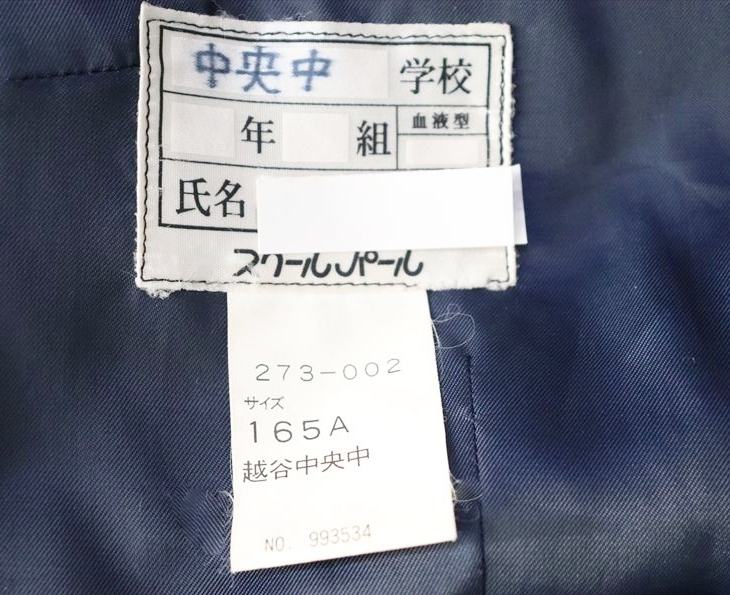 中央中 学校
年 組 血液型
氏名
スクールパール
273-002
サイズ
165A
越谷中央中
NO. 993534